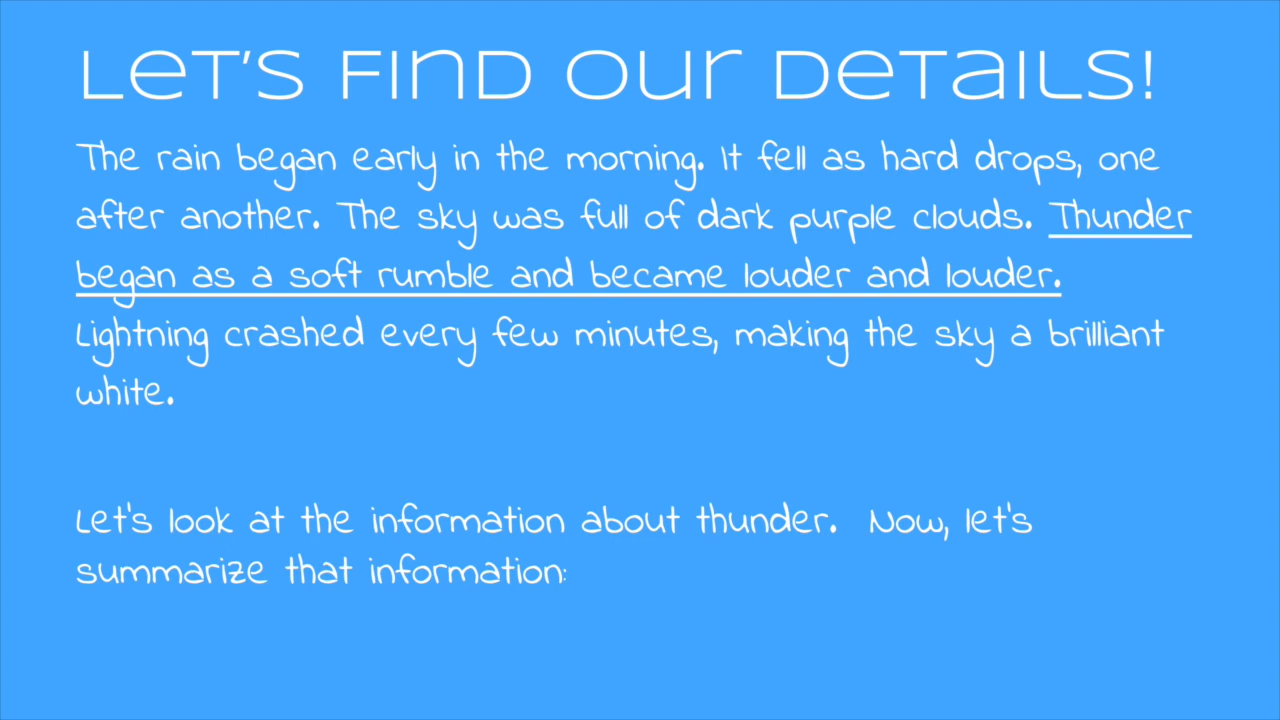 Let's Find Our Details!
The rain began early in the morning. It fell as hard drops, one
after another. The sky was full of dark purple clouds. Thunder
began as a soft rumble and became louder and louder.
Lightning crashed every few minutes, making the sky a brilliant
white.
Let's look at the information about thunder. Now, let's
summarize that information: